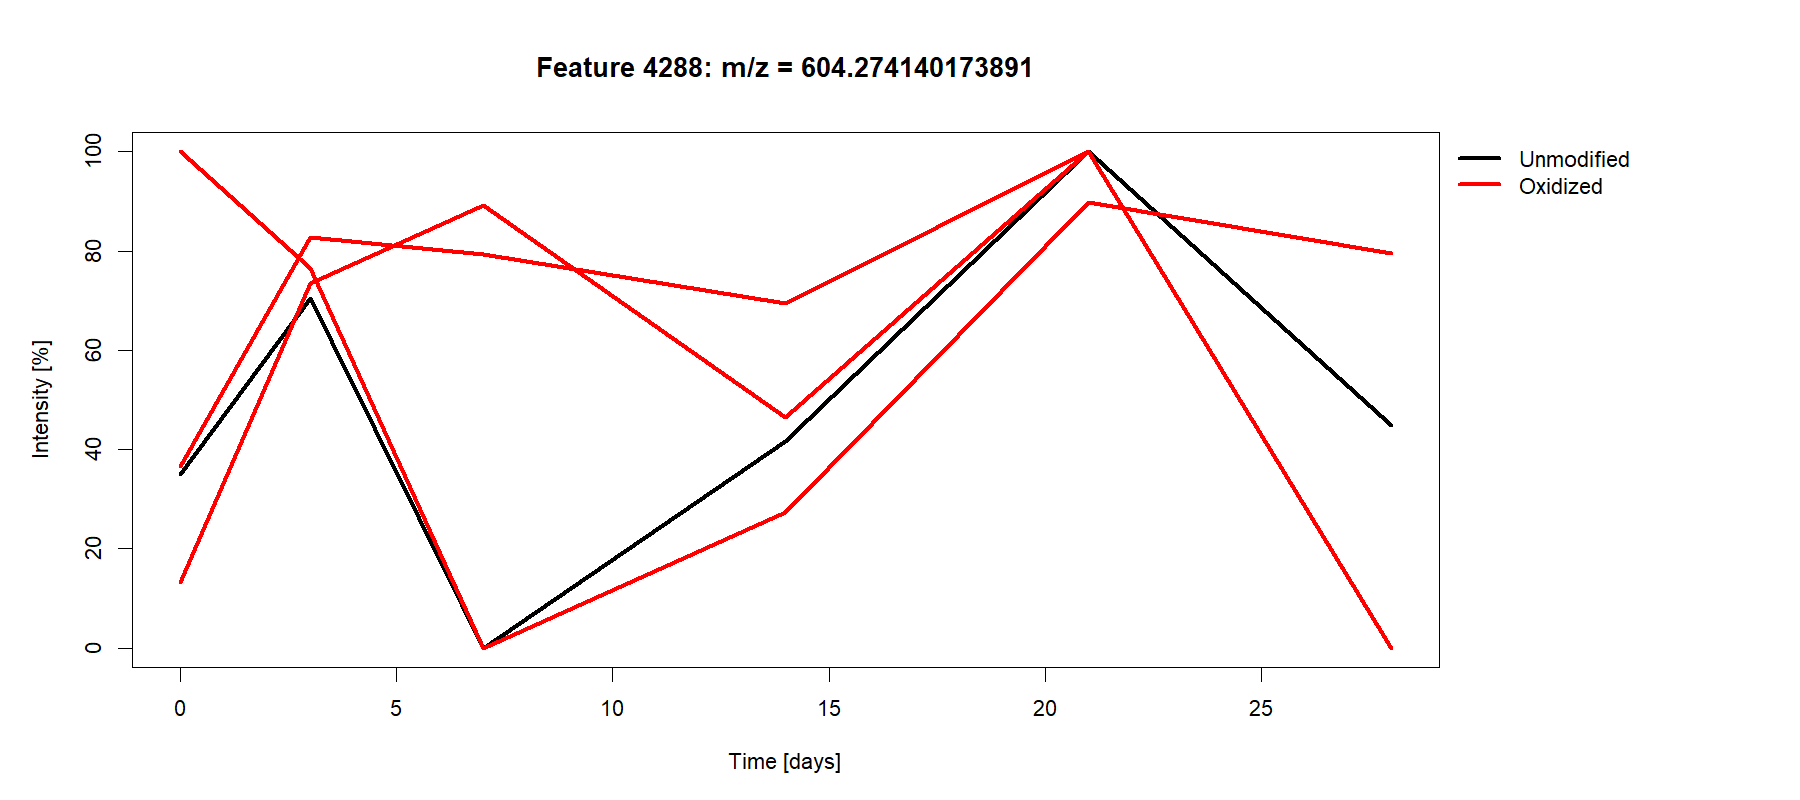 Feature 4288: m/z = 604.274140173891
Unmodified
Oxidized
Intensity [%]
100
80
60
40
20
0
0 5 10 15 20 25
Time [days]